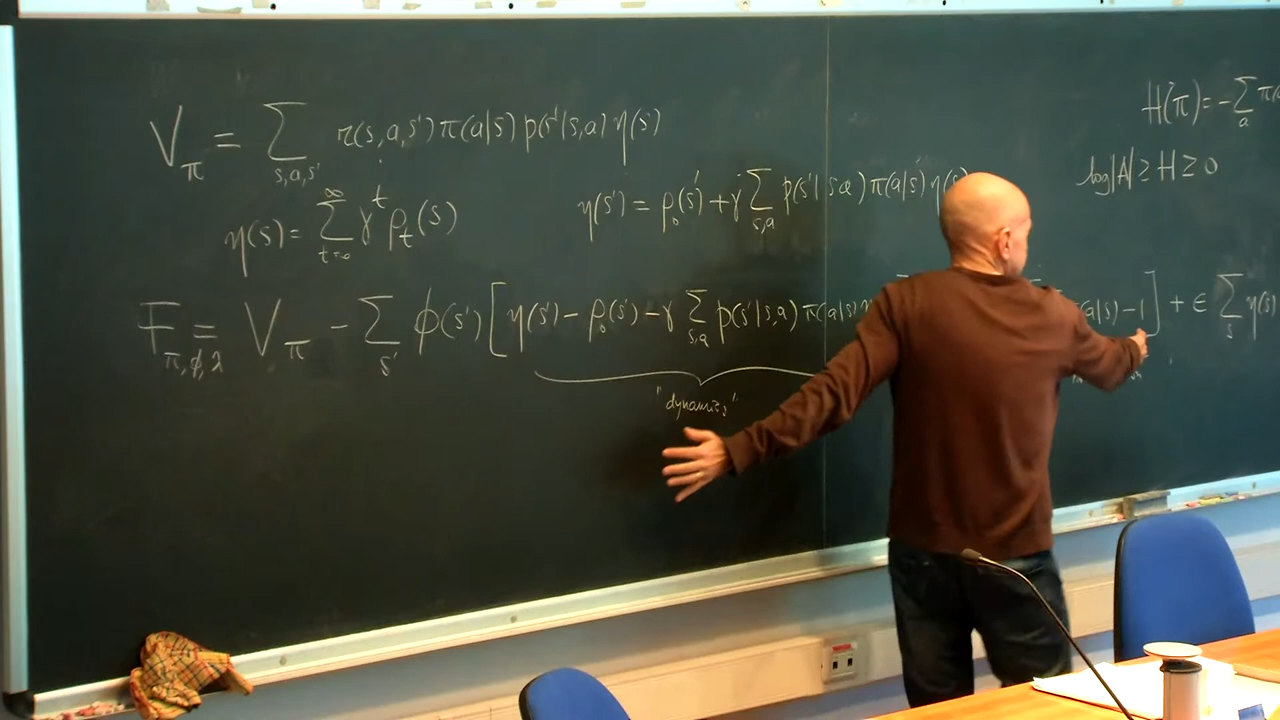 V_π = Σ_{s,a,s'} r(s,a,s') π(a|s) p(s'|s,a) η(s)
H(π) = - Σ_a π(a
log|A| ≥ H ≥ 0
η(s) = Σ_{t=0}^∞ γ^t ρ_t(s)
η(s') = ρ_0(s') + γ Σ_{s,a} p(s'|s,a) π(a|s) η(s)
F_{π,φ,λ} = V_π - Σ_{s'} φ(s') [η(s') - ρ_0(s') - γ Σ_{s,a} p(s'|s,a) π(a|s) η
(a|s) - 1] + ε Σ_s η(s)
"dynamics"